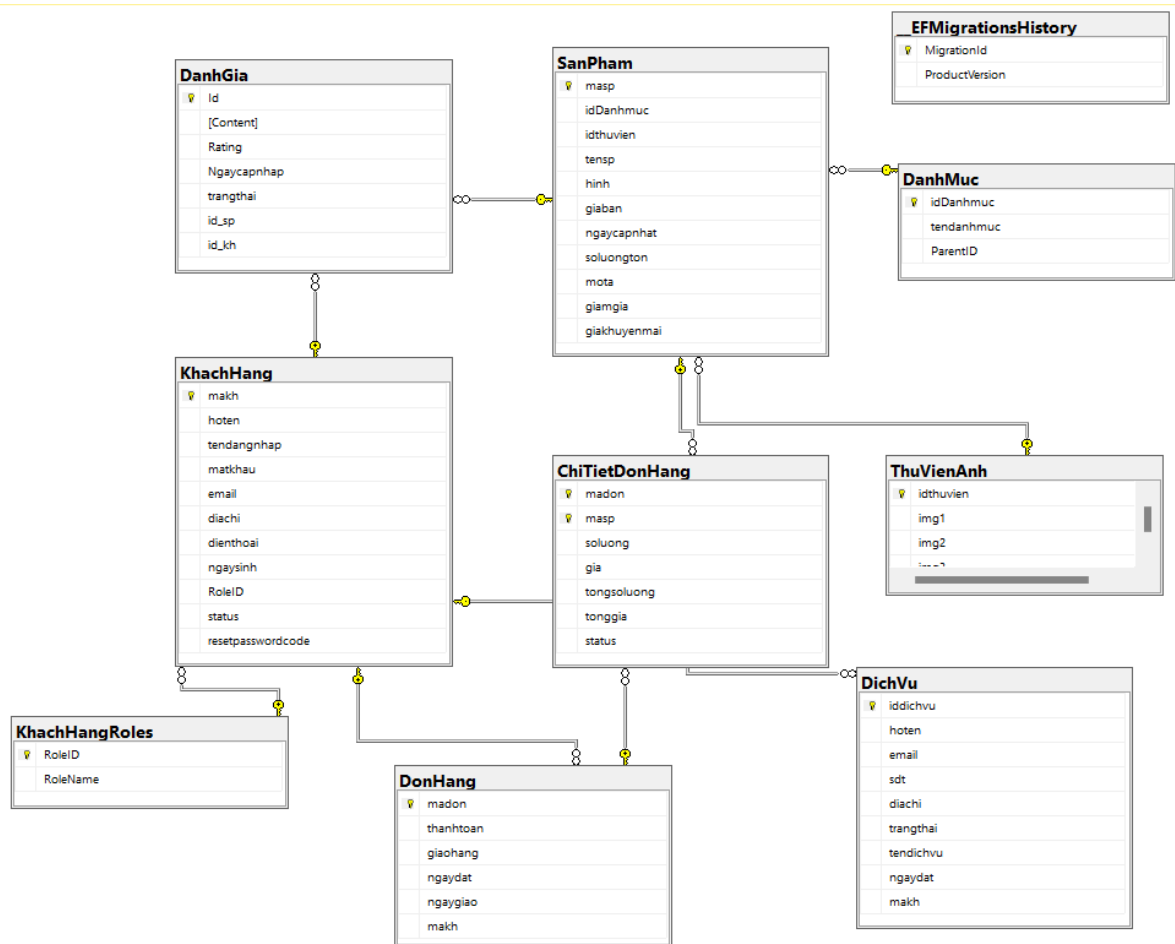 __EFMigrationsHistory
MigrationId
ProductVersion
DanhGia
Id
[Content]
Rating
Ngaycapnhap
trangthai
id_sp
id_kh
SanPham
masp
idDanhmuc
idthuvien
tensp
hinh
giaban
ngaycapnhat
soluongton
mota
giamgia
giakhuyenmai
DanhMuc
idDanhmuc
tendanhmuc
ParentID
KhachHang
makh
hoten
tendangnhap
matkhau
email
diachi
dienthoai
ngaysinh
RoleID
status
resetpasswordcode
ChiTietDonHang
madon
masp
soluong
gia
tongsoluong
tonggia
status
ThuVienAnh
idthuvien
img1
img2
KhachHangRoles
RoleID
RoleName
DonHang
madon
thanhtoan
giaohang
ngaydat
ngaygiao
makh
DichVu
iddichvu
hoten
email
sdt
diachi
trangthai
tendichvu
ngaydat
makh